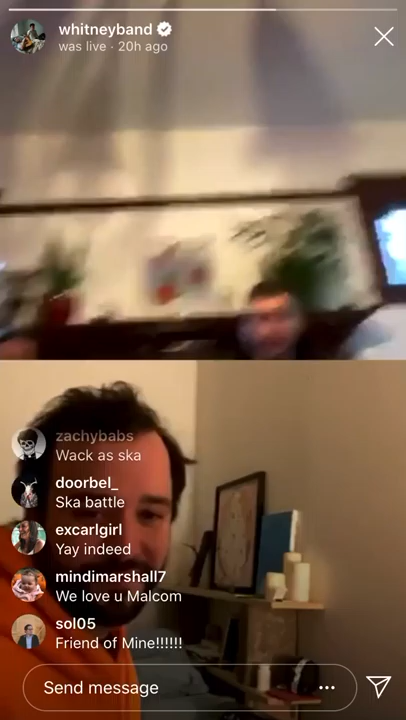 whitneyband
was live · 20h ago
zachybabs
Wack as ska
doorbel_
Ska battle
excarlgirl
Yay indeed
mindimarshall7
We love u Malcom
sol05
Friend of Mine!!!!!!
Send message